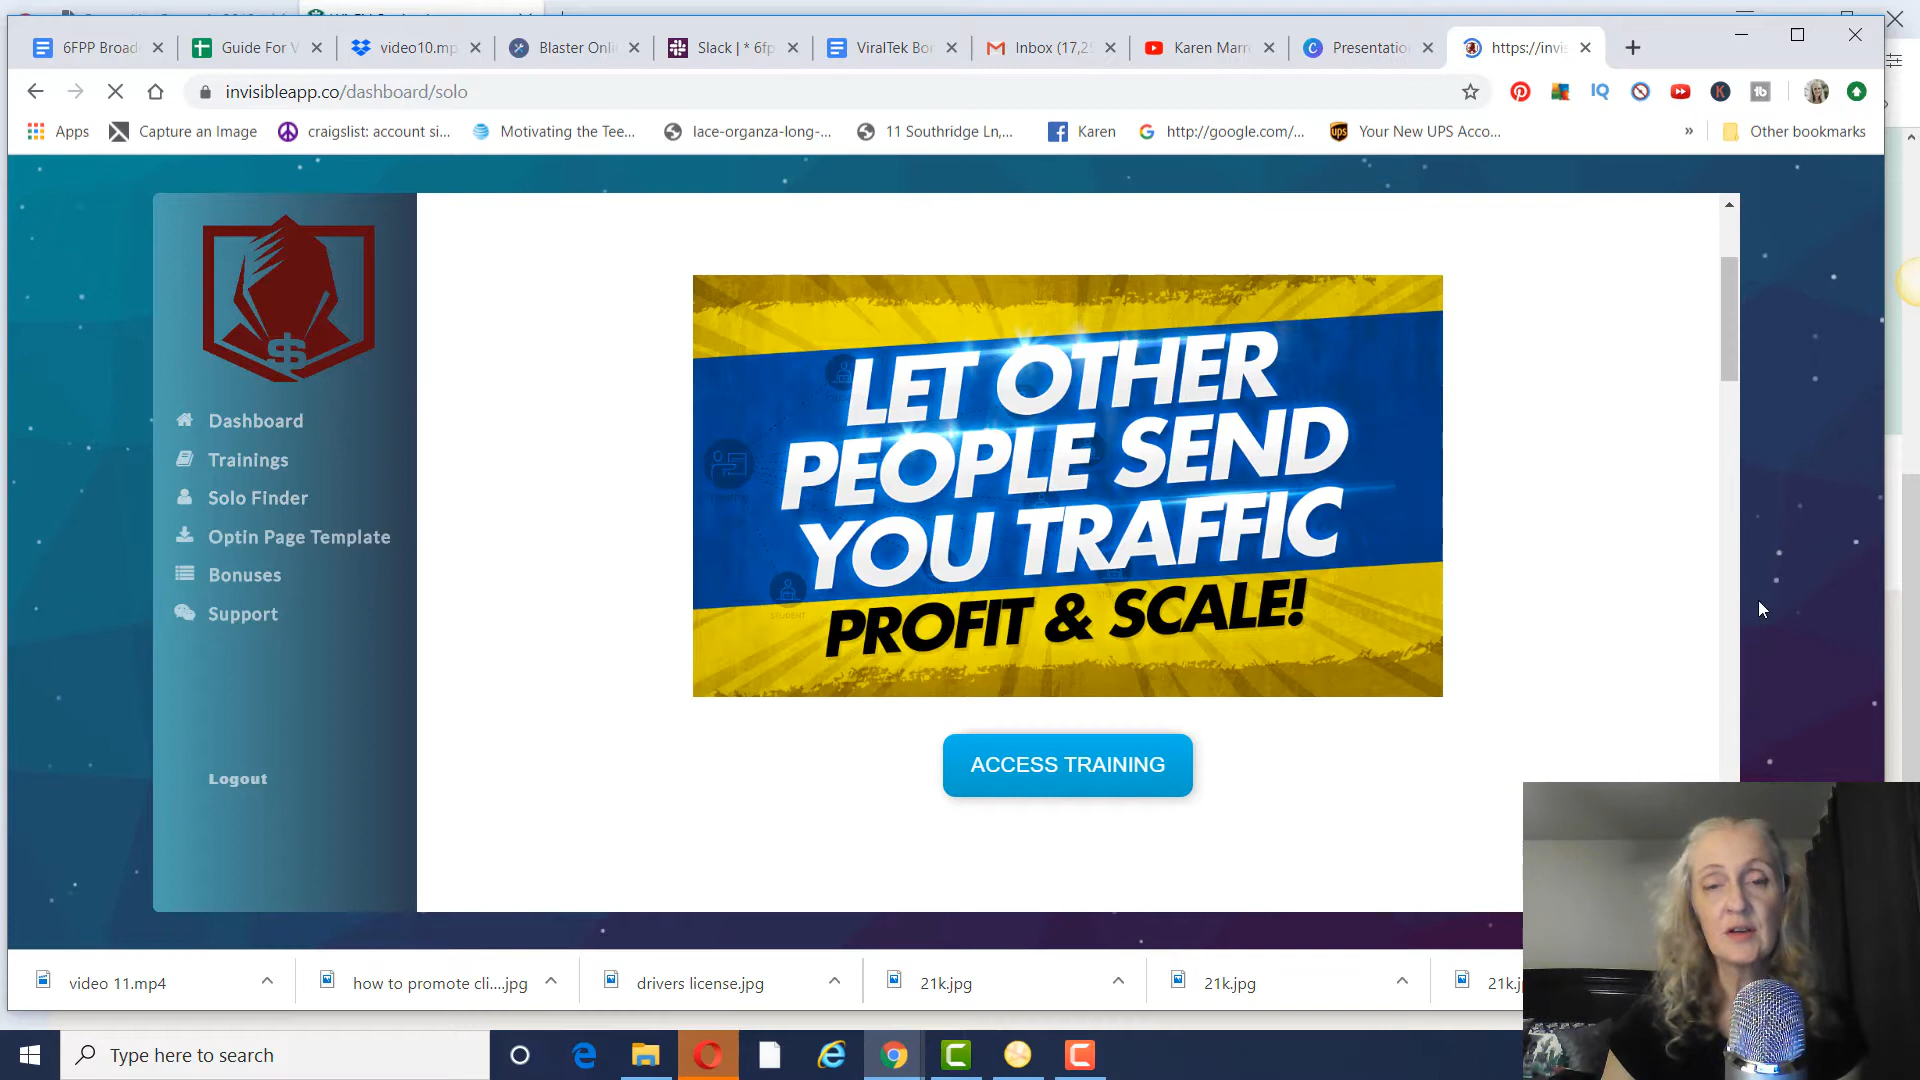 6FPP Broad
Guide For V
video10.mp
Blaster Onli
Slack | * 6fp
ViralTek Bo
Inbox (17,25
Karen Marr
Presentatio
https://invis
invisibleapp.co/dashboard/solo
Apps
Capture an Image
craigslist: account si...
Motivating the Tee...
lace-organza-long-...
11 Southridge Ln,...
Karen
http://google.com/...
Your New UPS Acco...
»
Other bookmarks
Dashboard
Trainings
Solo Finder
Optin Page Template
Bonuses
Support
Logout
LET OTHER
PEOPLE SEND
YOU TRAFFIC
PROFIT & SCALE!
STUDENT
ACCESS TRAINING
video 11.mp4
how to promote cli....jpg
drivers license.jpg
21k.jpg
21k.jpg
21k.j
Type here to search